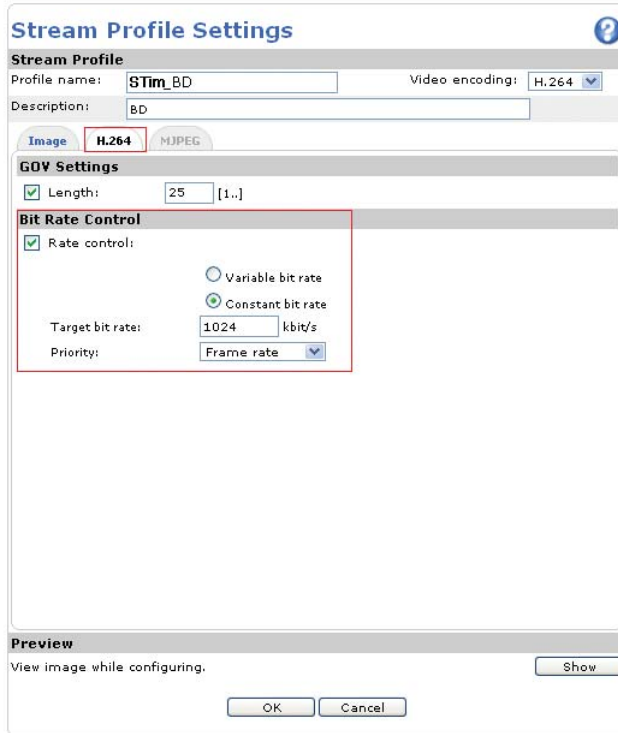 Stream Profile Settings
Stream Profile
Profile name: STim_BD Video encoding: H.264
Description: BD
Image H.264 MJPEG
GOV Settings
Length: 25 [1..]
Bit Rate Control
Rate control:
Variable bit rate
Constant bit rate
Target bit rate: 1024 kbit/s
Priority: Frame rate
Preview
View image while configuring. Show
OK Cancel